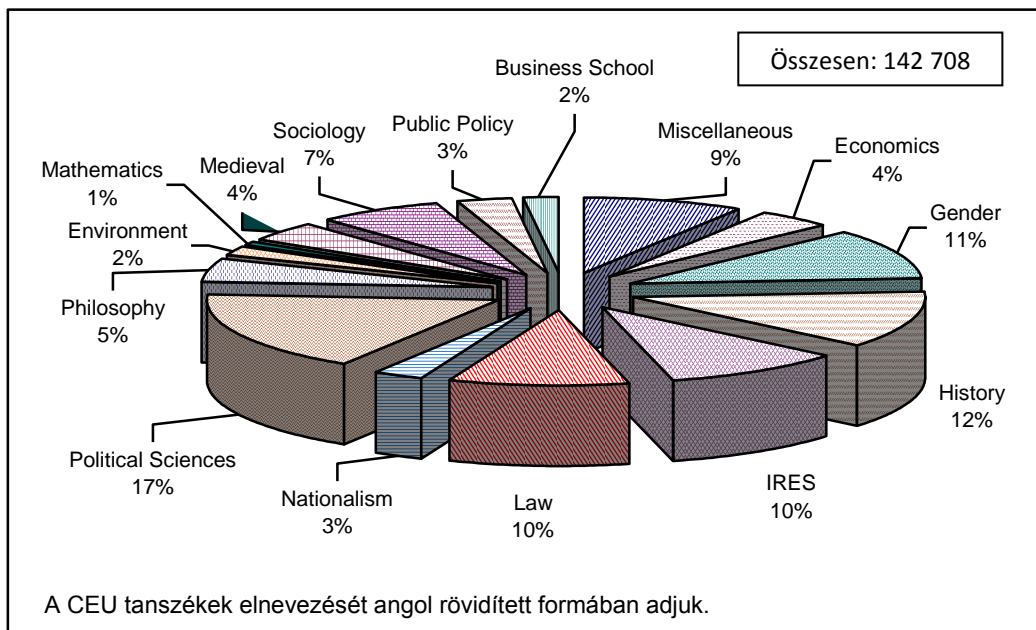 Összesen: 142 708
Business School
2%
Public Policy
3%
Sociology
7%
Medieval
4%
Mathematics
1%
Environment
2%
Philosophy
5%
Political Sciences
17%
Nationalism
3%
Law
10%
IRES
10%
History
12%
Gender
11%
Economics
4%
Miscellaneous
9%
A CEU tanszékek elnevezését angol rövidített formában adjuk.